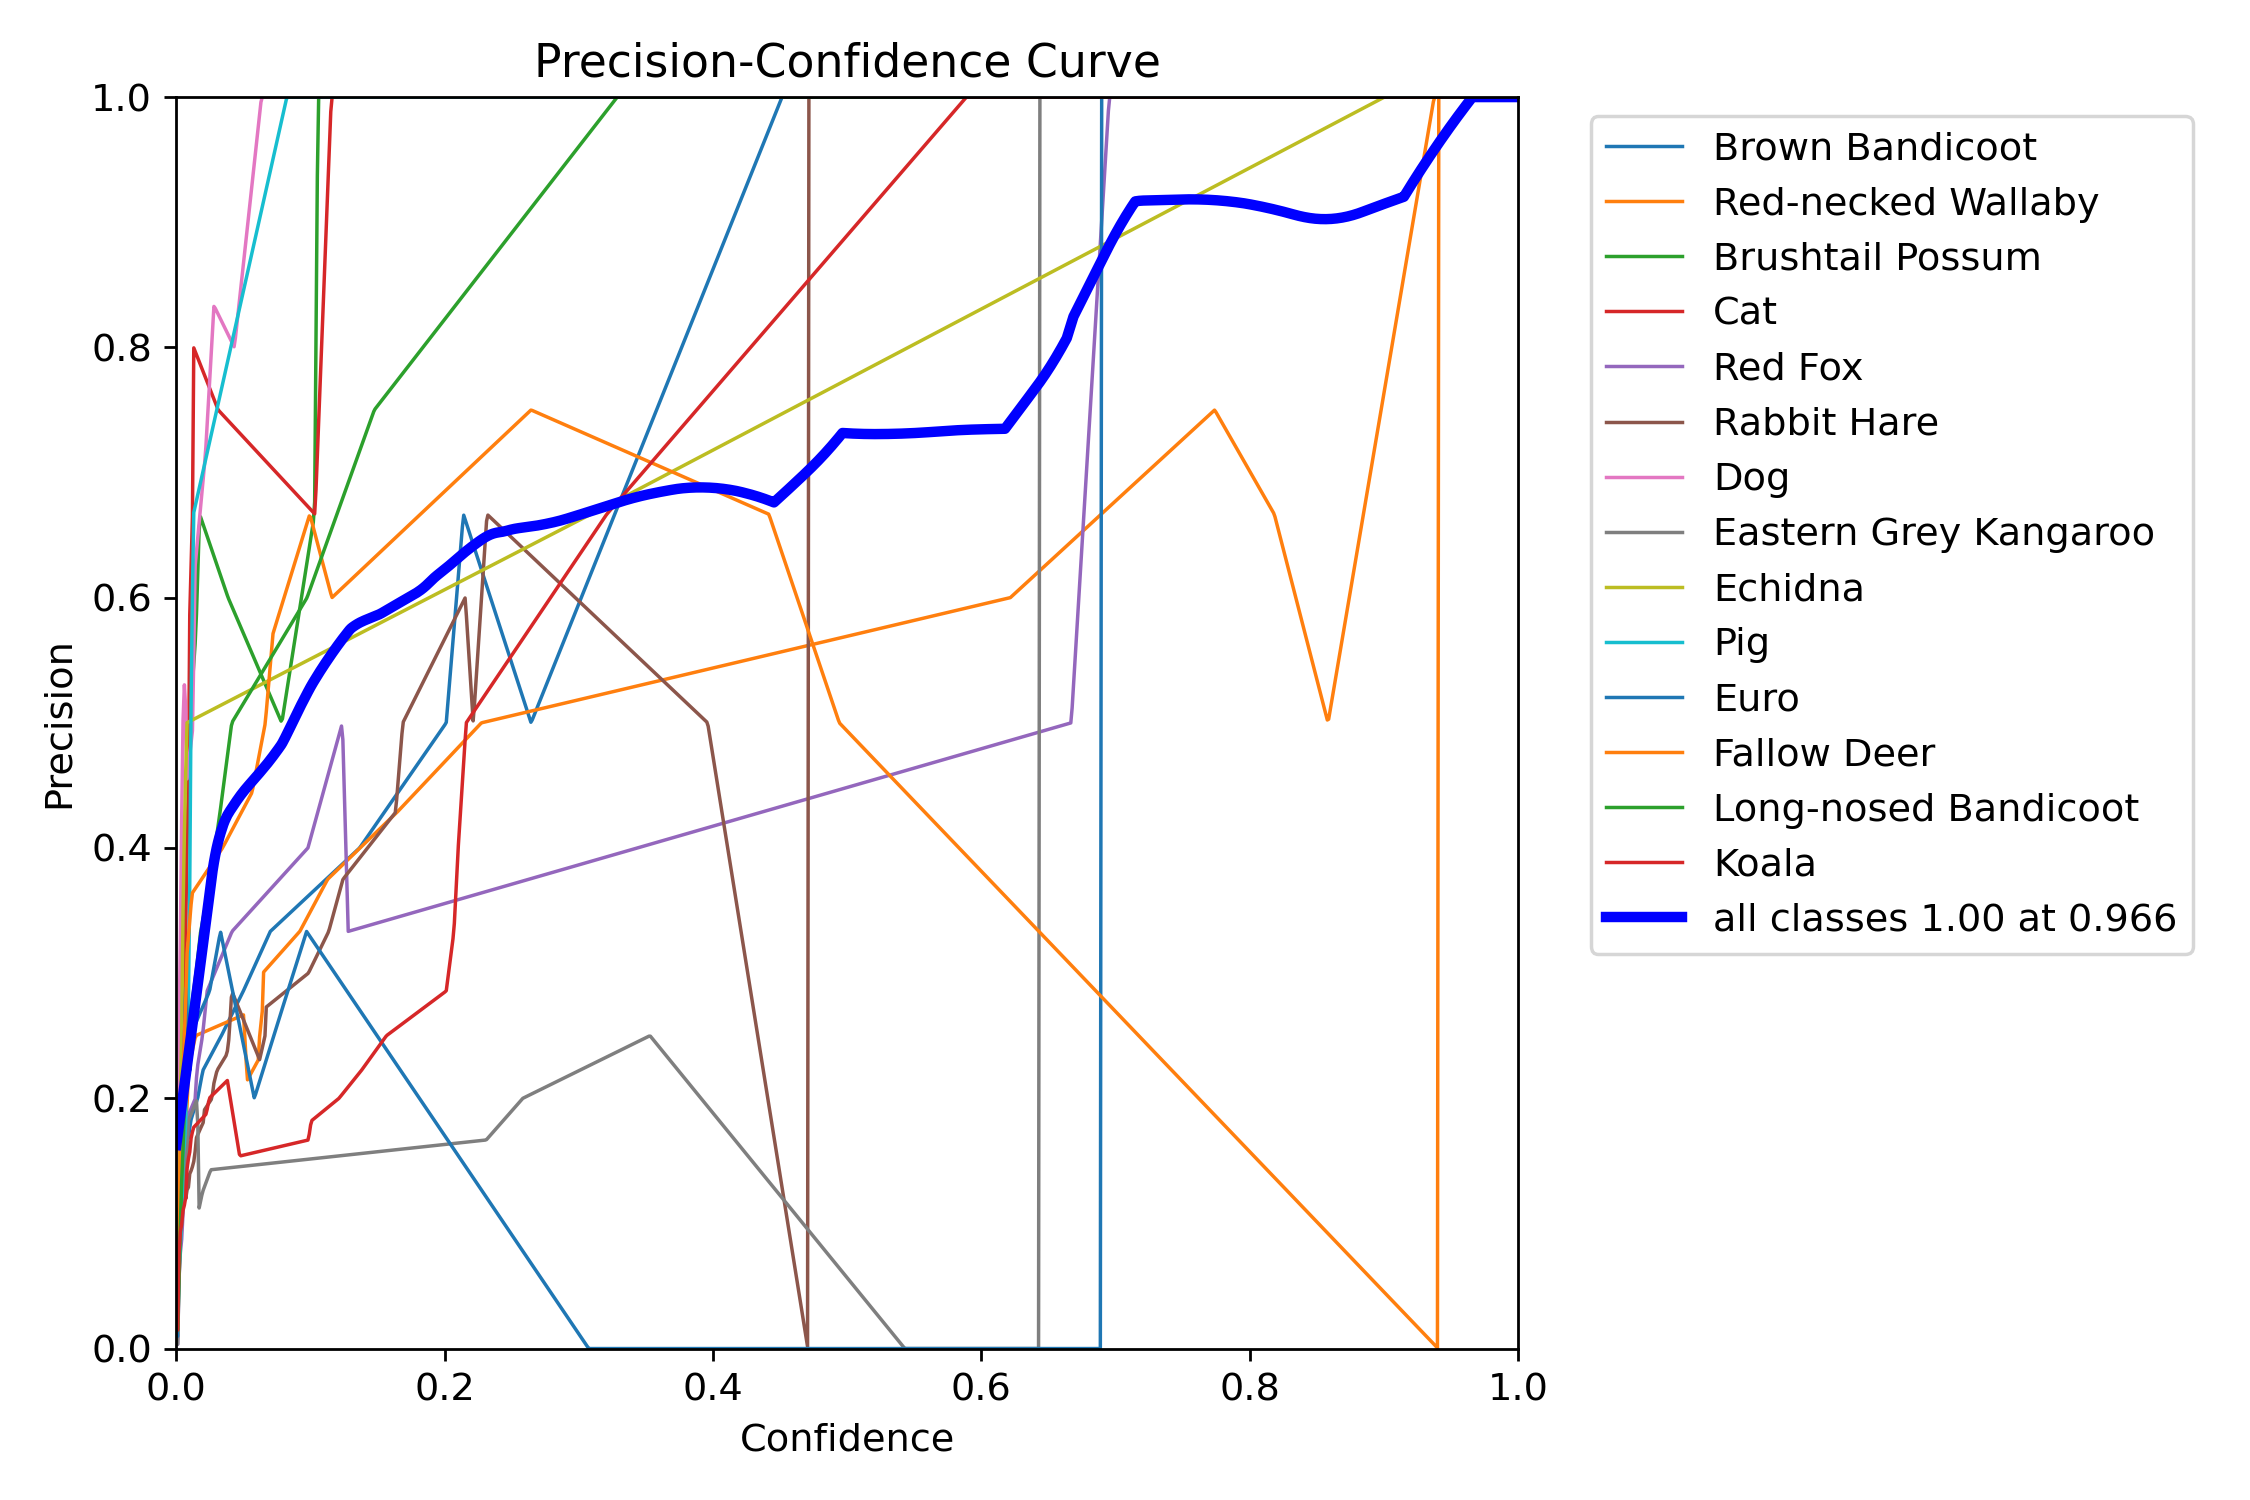 Precision-Confidence Curve
1.0
0.8
0.6
0.4
0.2
0.0
Precision
0.0 0.2 0.4 0.6 0.8 1.0
Confidence
Brown Bandicoot
Red-necked Wallaby
Brushtail Possum
Cat
Red Fox
Rabbit Hare
Dog
Eastern Grey Kangaroo
Echidna
Pig
Euro
Fallow Deer
Long-nosed Bandicoot
Koala
all classes 1.00 at 0.966